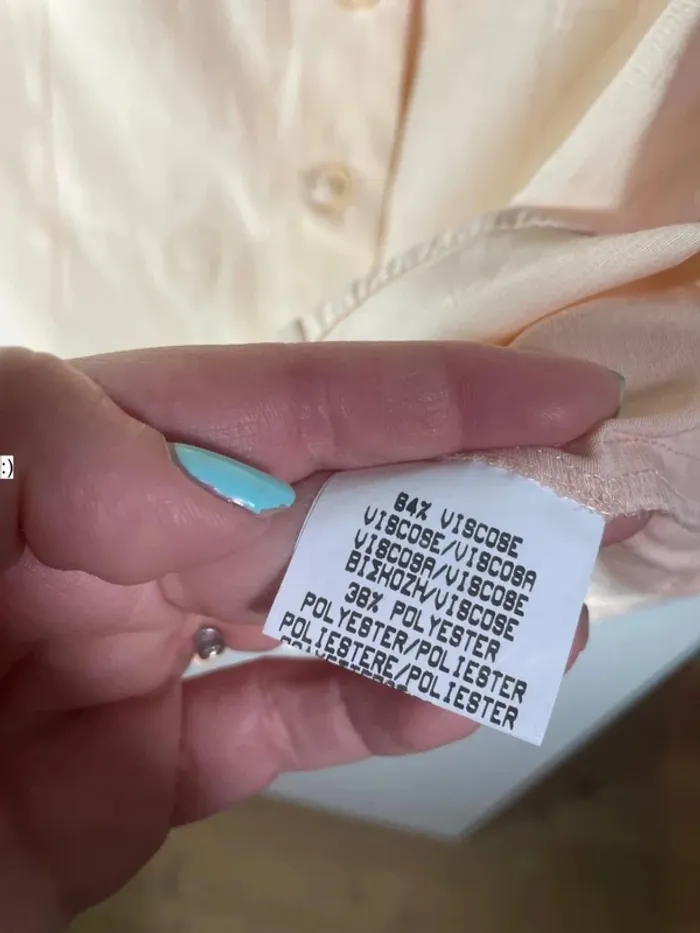 :)
64% VISCOSE
VISCOSE/VISCOSA
VISCOSA/VISCOSE
ΒΙΣΚΟΖΗ/VISCOSE
36% POLYESTER
POLYESTER/POLIESTER
POLIESTERE/POLIESTER